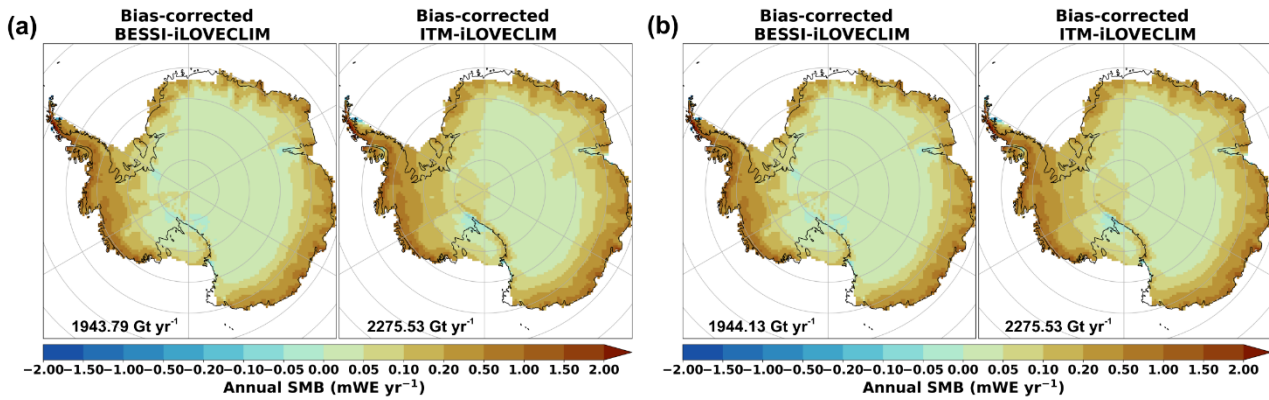 (a)
Bias-corrected
BESSI-iLOVECLIM
Bias-corrected
ITM-iLOVECLIM
1943.79 Gt yr⁻¹
2275.53 Gt yr⁻¹
−2.00−1.50−1.00−0.50−0.20−0.10−0.05 0.00 0.05 0.10 0.20 0.50 1.00 1.50 2.00
Annual SMB (mWE yr⁻¹)
(b)
Bias-corrected
BESSI-iLOVECLIM
Bias-corrected
ITM-iLOVECLIM
1944.13 Gt yr⁻¹
2275.53 Gt yr⁻¹
−2.00−1.50−1.00−0.50−0.20−0.10−0.05 0.00 0.05 0.10 0.20 0.50 1.00 1.50 2.00
Annual SMB (mWE yr⁻¹)